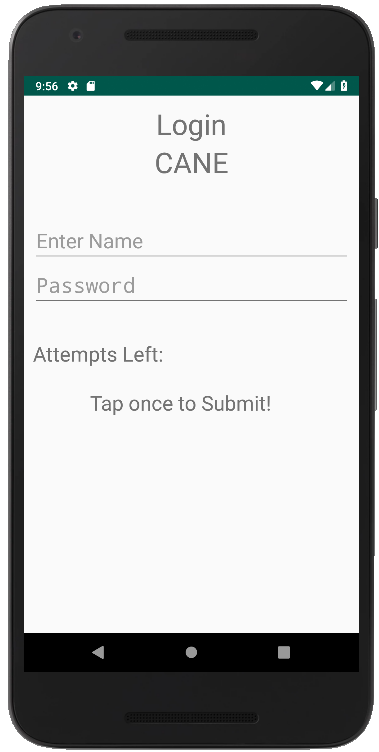 9:56
Login
CANE
Enter Name
Password
Attempts Left:
Tap once to Submit!